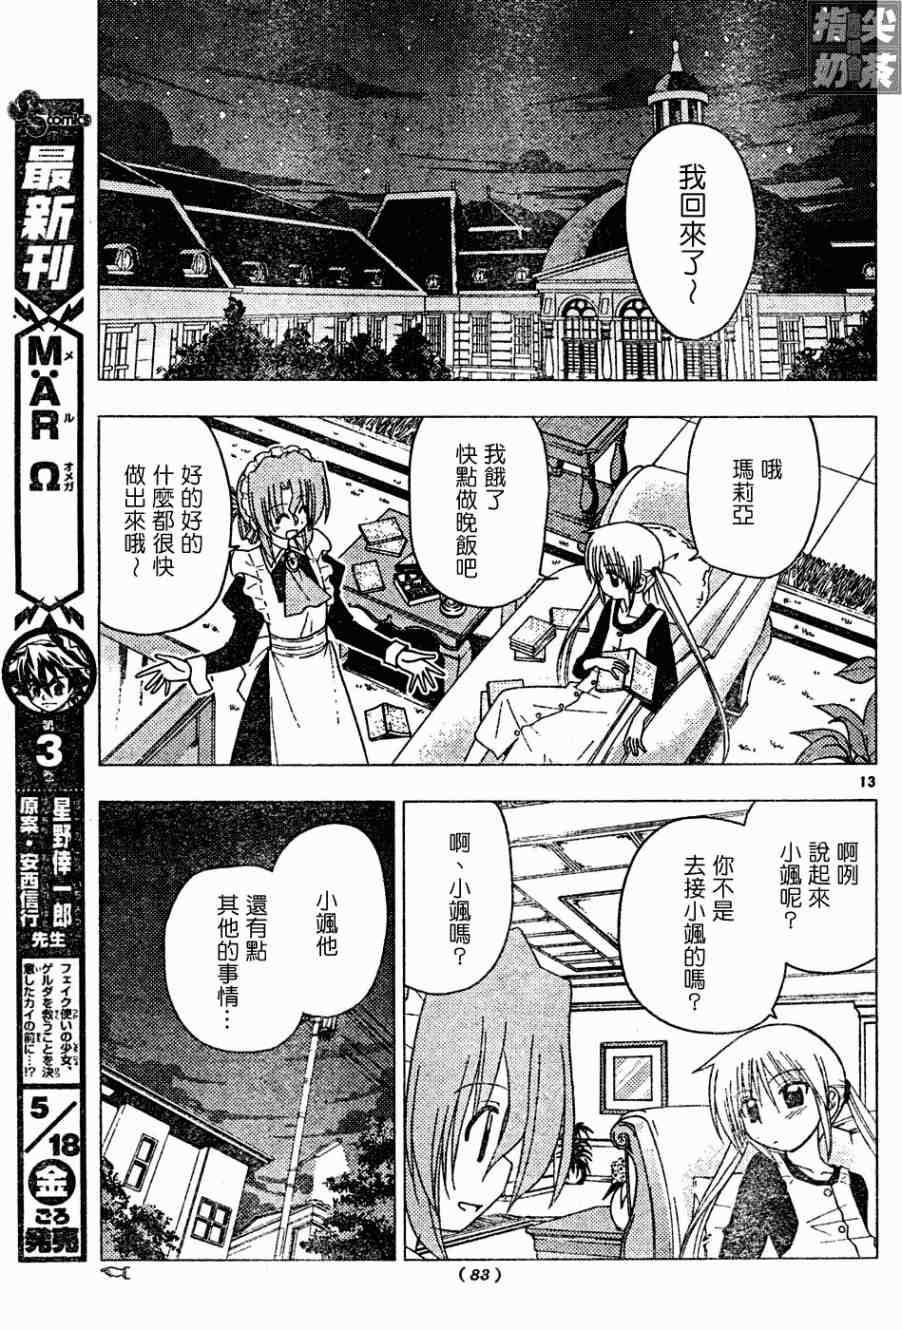 指尖
奶茶
我回來了～
哦
瑪莉亞
我餓了
快點做晚飯吧
好的好的
什麼都很快
做出來哦～
13
啊咧
說起來
小颯呢？
你不是
去接小颯的嗎？
啊、小颯嗎？
小颯他
還有點
其他的事情…
(83)
comics
最新刊
MÄR Ω
メル
オメガ
第3巻
星野倖一郎
原案・安西信行
先生
フェイク使いの少女、
ゲルダを救うことを決
意したカイの前に…!?
5/18
金
ごろ
発売